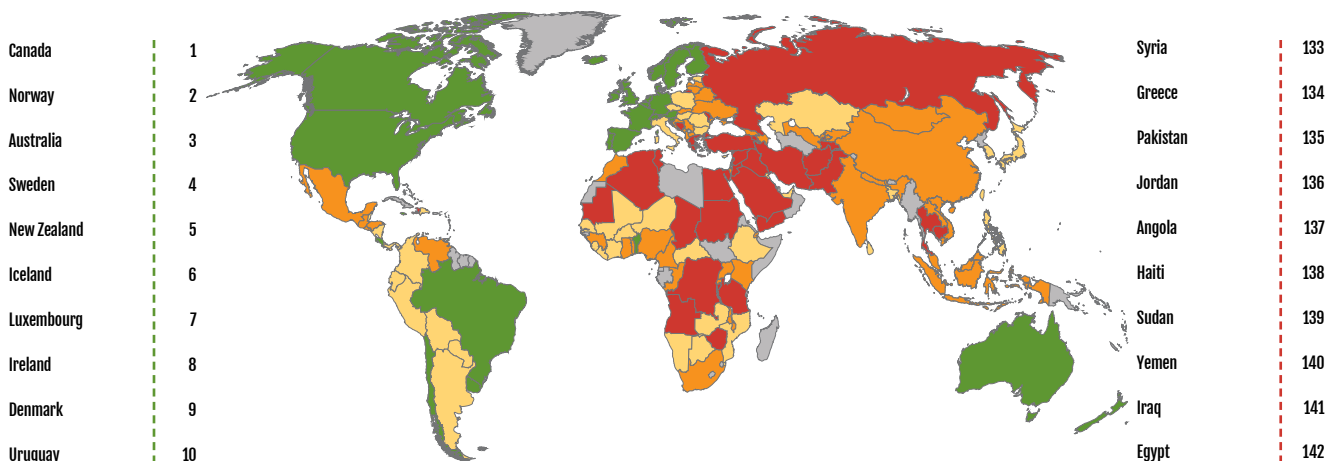 Canada 1
Norway 2
Australia 3
Sweden 4
New Zealand 5
Iceland 6
Luxembourg 7
Ireland 8
Denmark 9
Uruguay 10
Syria 133
Greece 134
Pakistan 135
Jordan 136
Angola 137
Haiti 138
Sudan 139
Yemen 140
Iraq 141
Egypt 142